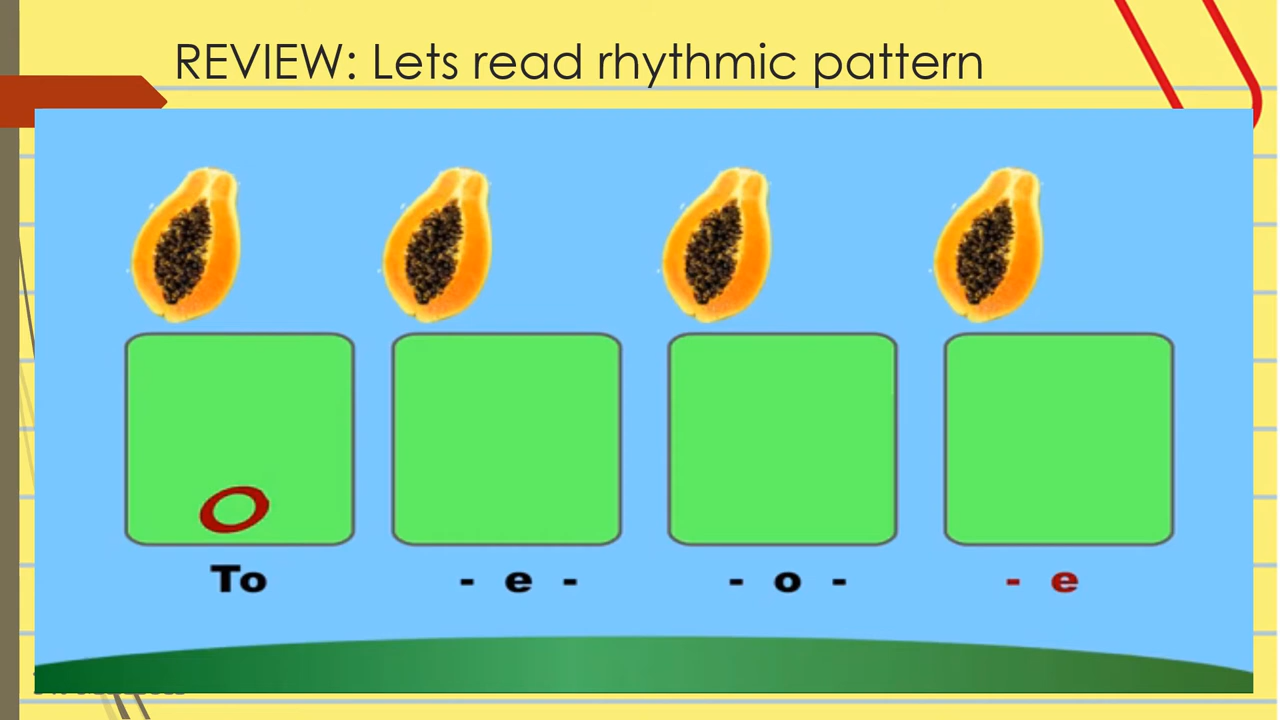 REVIEW: Lets read rhythmic pattern
To - e - - o - - e